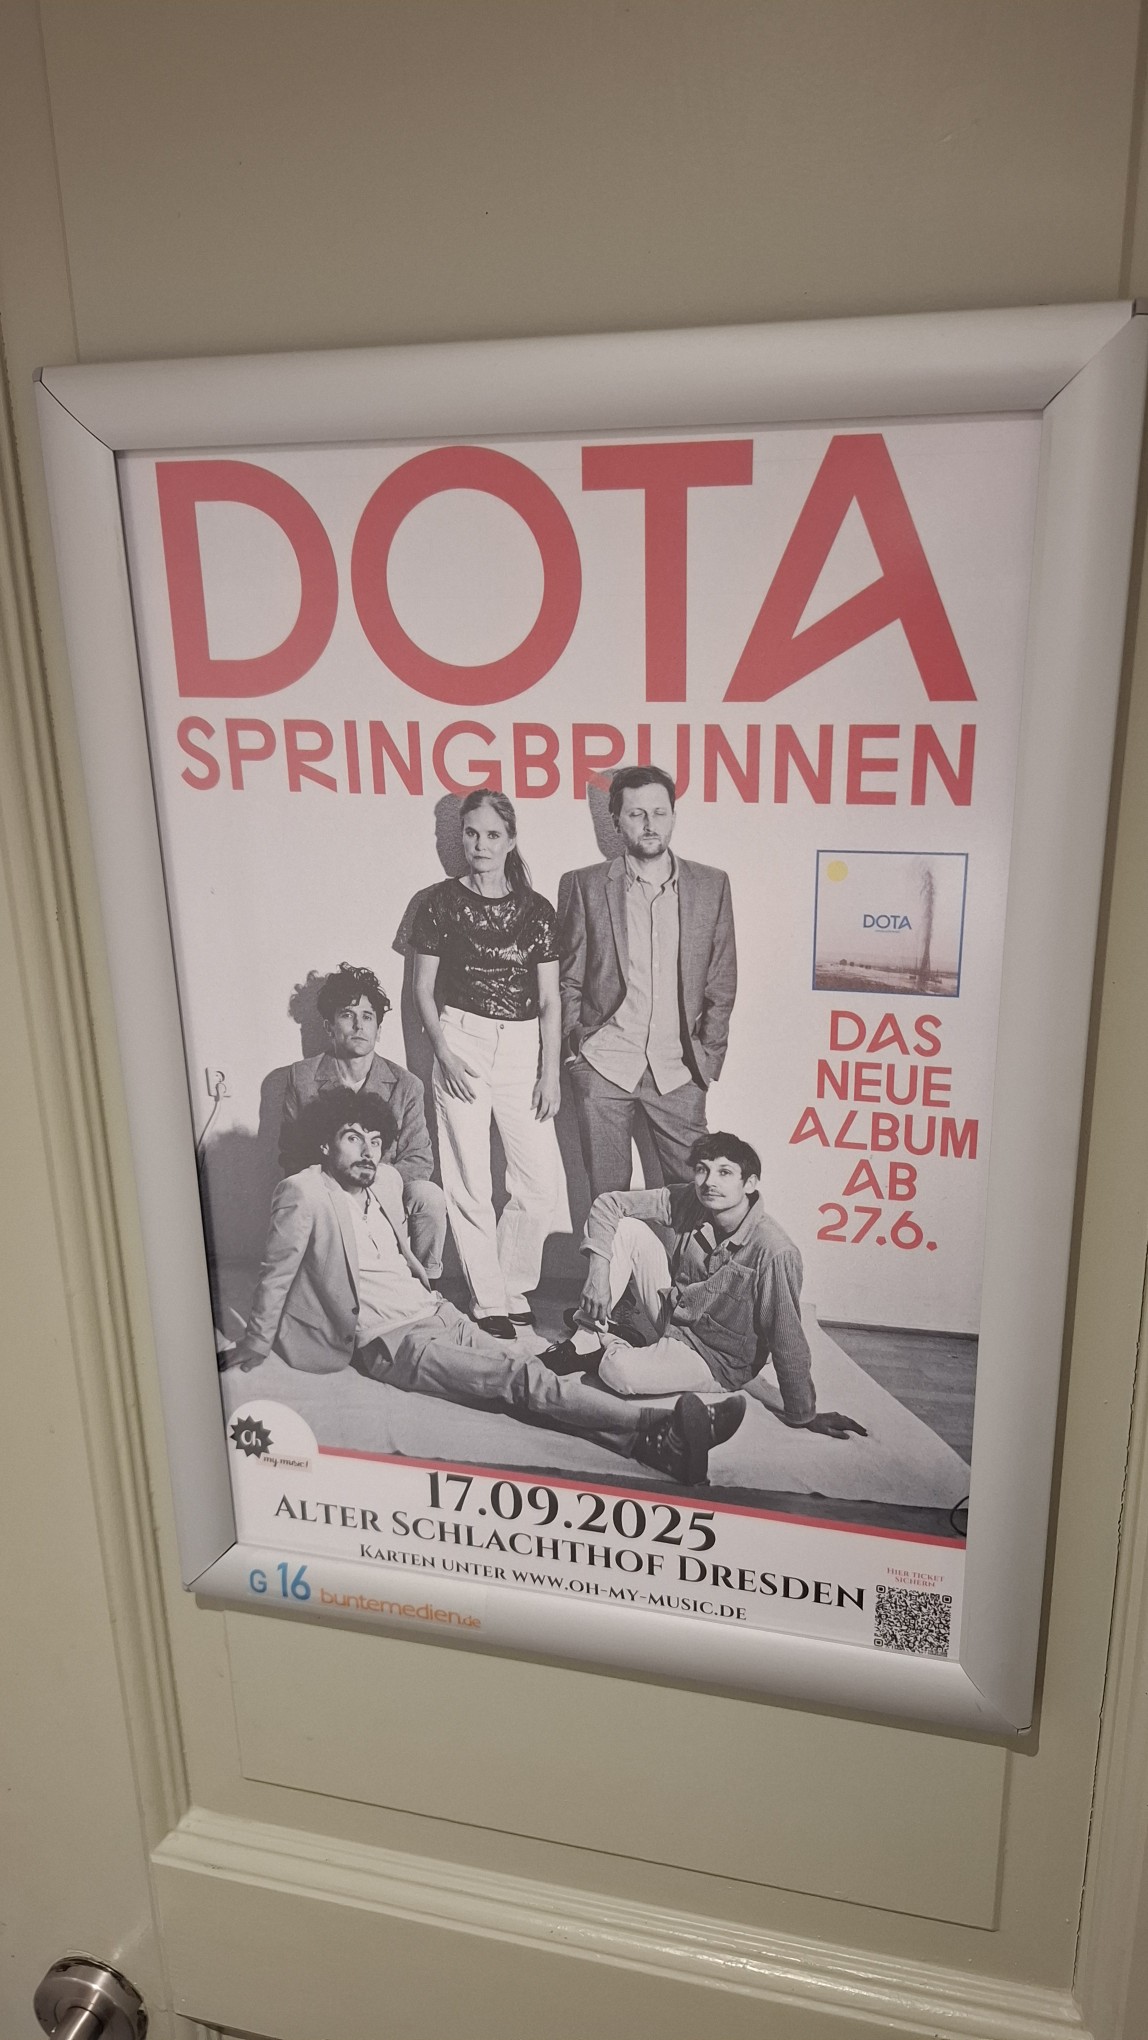 DOTA
SPRINGBRUNNEN
DOTA
DAS
NEUE
ALBUM
AB
27.6.
Oh
my music!
17.09.2025
ALTER SCHLACHTHOF DRESDEN
KARTEN UNTER WWW.OH-MY-MUSIC.DE
HIER TICKET
SICHERN
G 16 buntemedien.de